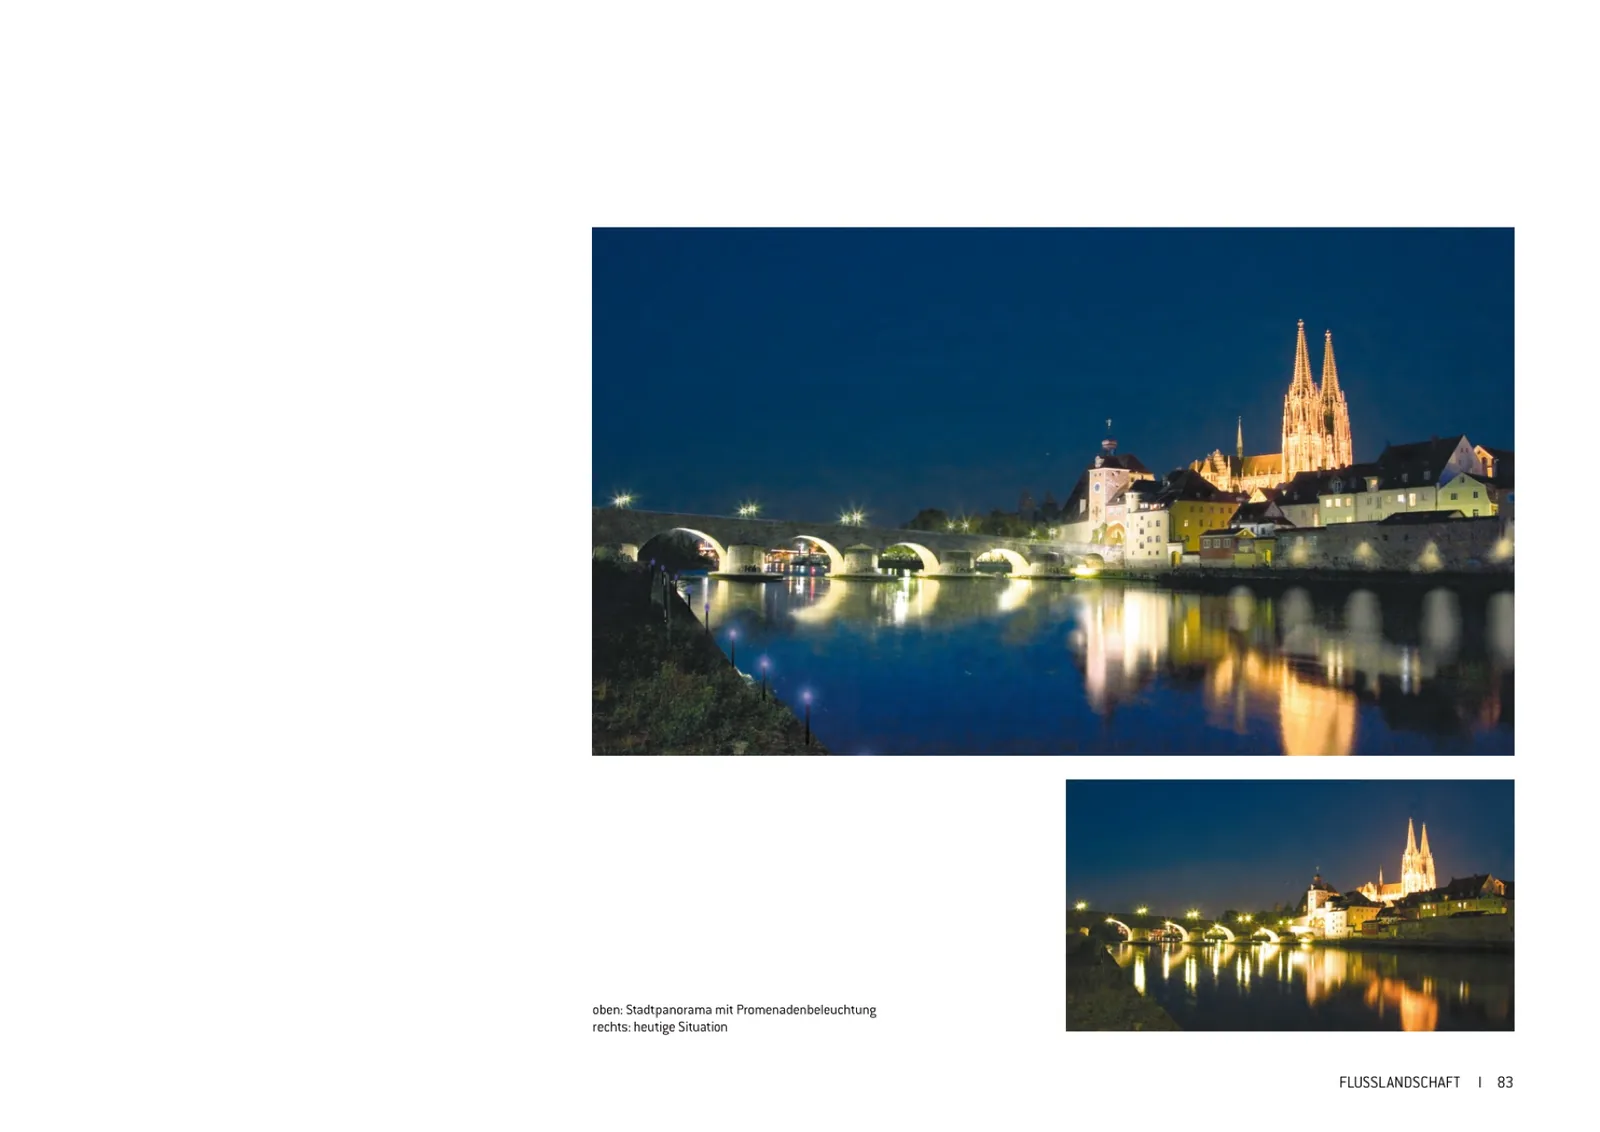 oben: Stadtpanorama mit Promenadenbeleuchtung
rechts: heutige Situation
FLUSSLANDSCHAFT | 83